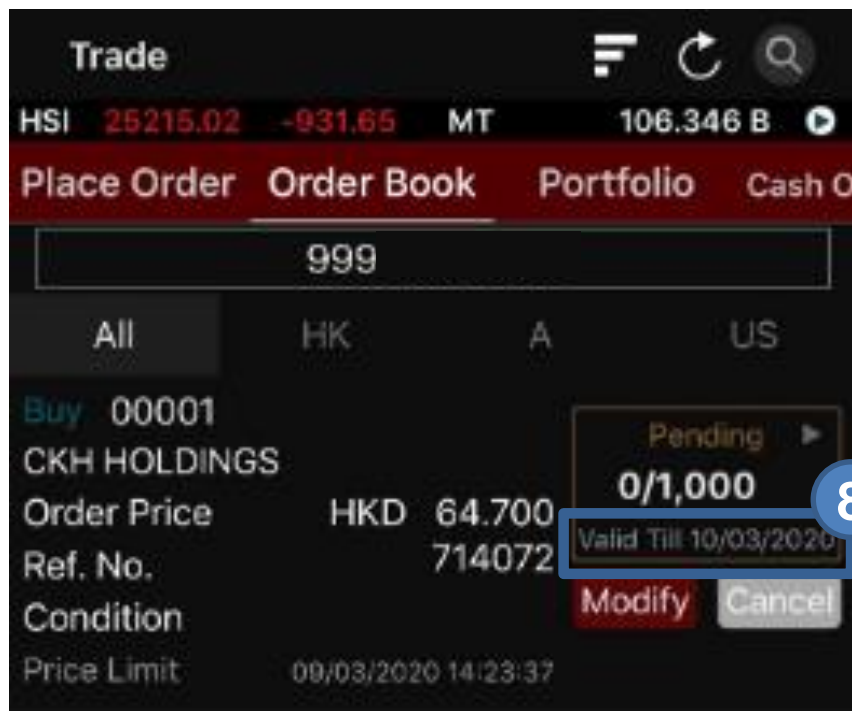 Trade
HSI 25215.02 -931.65 MT 106.346 B
Place Order Order Book Portfolio Cash O
999
All HK A US
Buy 00001
CKH HOLDINGS
Pending
0/1,000
8
Order Price HKD 64.700
Valid Till 10/03/2020
Ref. No. 714072
Modify Cancel
Condition
Price Limit 09/03/2020 14:23:37